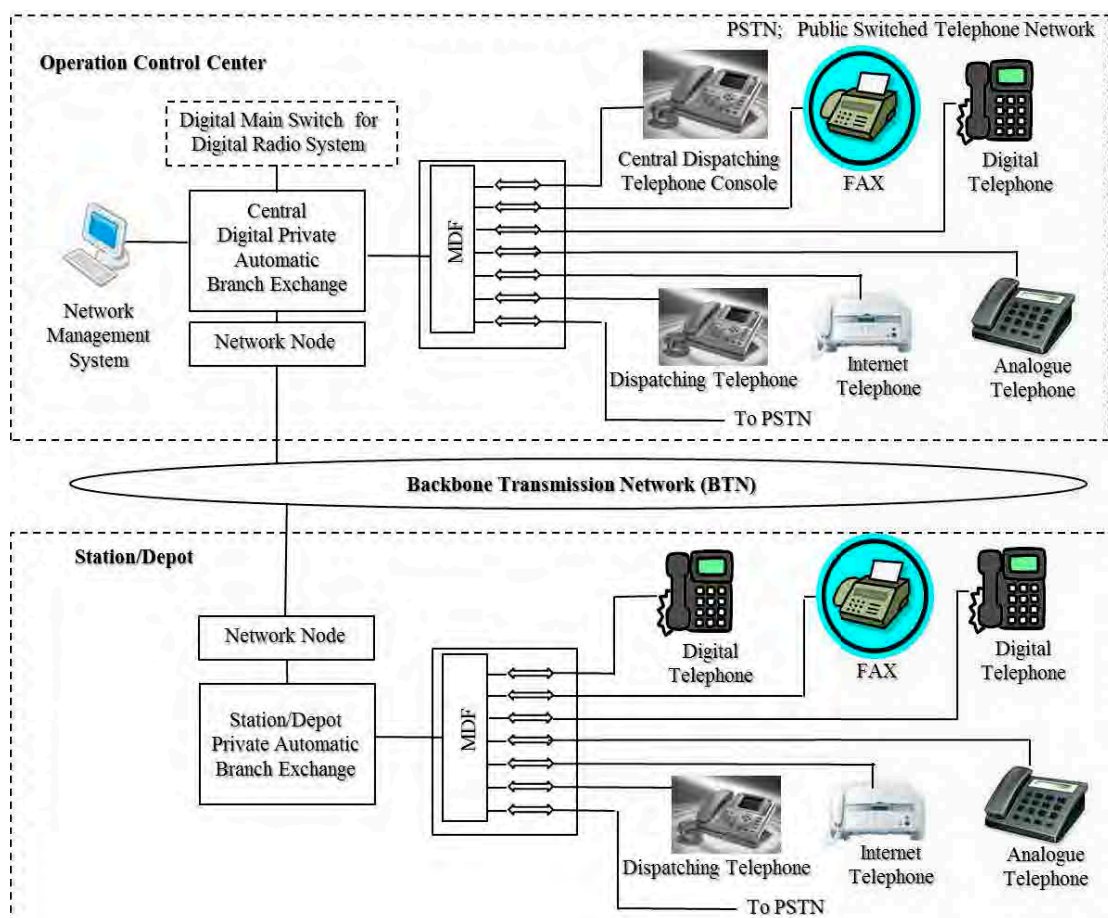 PSTN; Public Switched Telephone Network
Operation Control Center
Digital Main Switch for
Digital Radio System
Central Dispatching
Telephone Console
FAX
Digital
Telephone
Central
Digital Private
Automatic
Branch Exchange
MDF
Network
Management
System
Network Node
Dispatching Telephone
Internet
Telephone
Analogue
Telephone
To PSTN
Backbone Transmission Network (BTN)
Station/Depot
Network Node
Digital
Telephone
FAX
Digital
Telephone
Station/Depot
Private Automatic
Branch Exchange
MDF
Dispatching Telephone
Internet
Telephone
Analogue
Telephone
To PSTN